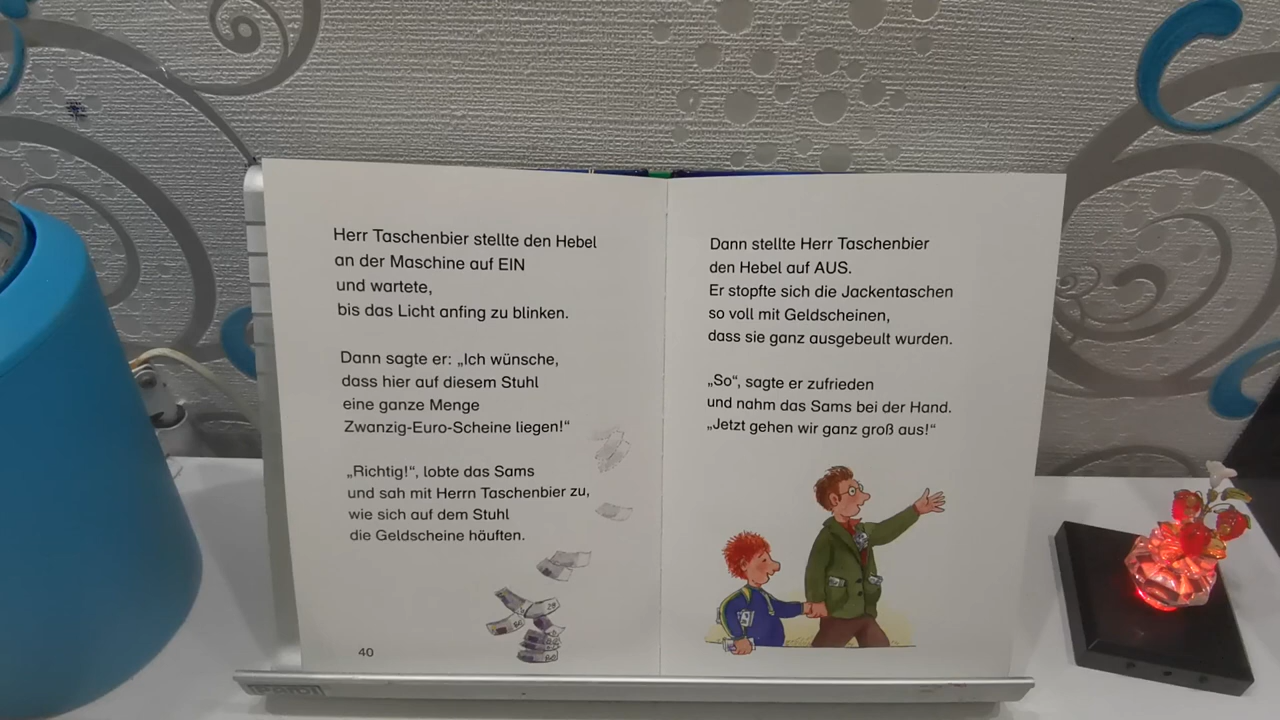 Herr Taschenbier stellte den Hebel
an der Maschine auf EIN
und wartete,
bis das Licht anfing zu blinken.
Dann sagte er: „Ich wünsche,
dass hier auf diesem Stuhl
eine ganze Menge
Zwanzig-Euro-Scheine liegen!“
„Richtig!“, lobte das Sams
und sah mit Herrn Taschenbier zu,
wie sich auf dem Stuhl
die Geldscheine häuften.
40
Dann stellte Herr Taschenbier
den Hebel auf AUS.
Er stopfte sich die Jackentaschen
so voll mit Geldscheinen,
dass sie ganz ausgebeult wurden.
„So“, sagte er zufrieden
und nahm das Sams bei der Hand.
„Jetzt gehen wir ganz groß aus!“